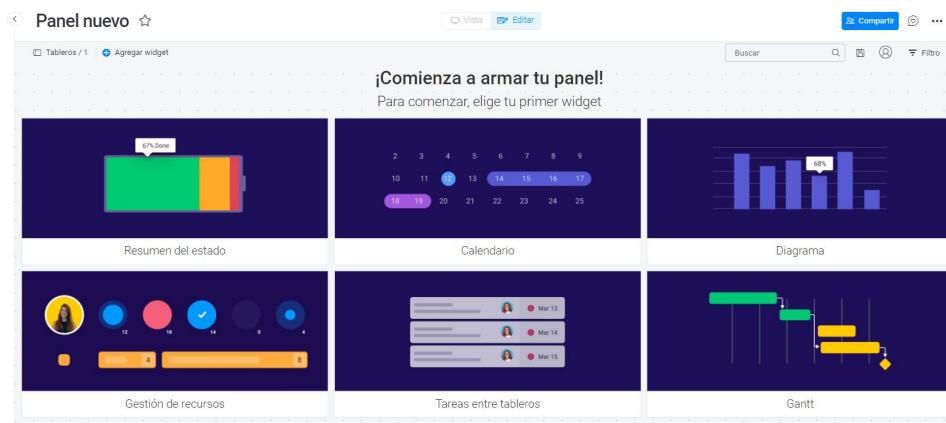 Panel nuevo
Vista Editar
Compartir
Tableros / 1 Agregar widget
Buscar
Filtro
¡Comienza a armar tu panel!
Para comenzar, elige tu primer widget
67% Done
2 3 4 5 6 7 8 9
10 11 12 13 14 15 16 17
18 19 20 21 22 23 24 25
68%
Resumen del estado
Calendario
Diagrama
12 18 14 0 4
4 8
Mar 13
Mar 14
Mar 15
Gestión de recursos
Tareas entre tableros
Gantt